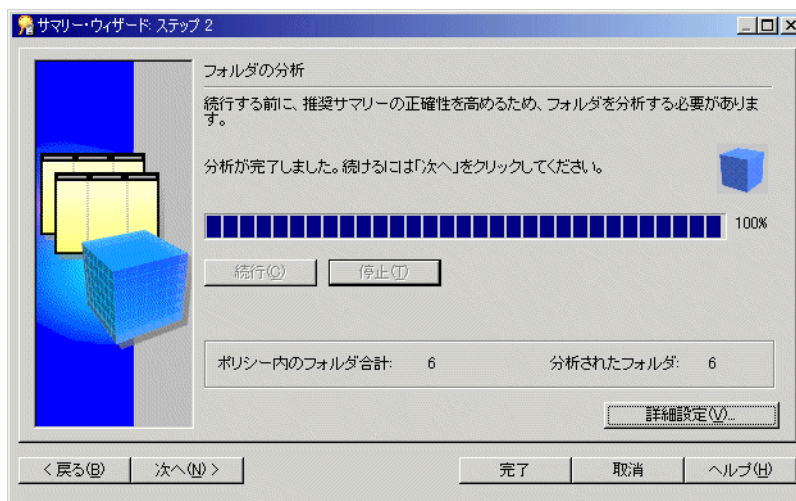 サマリー・ウィザード: ステップ 2
フォルダの分析
続行する前に、推奨サマリーの正確性を高めるため、フォルダを分析する必要がありま
す。
分析が完了しました。続けるには「次へ」をクリックしてください。
100%
続行(C)
停止(T)
ポリシー内のフォルダ合計: 6 分析されたフォルダ: 6
詳細設定(V)...
< 戻る(B)
次へ(N) >
完了
取消
ヘルプ(H)